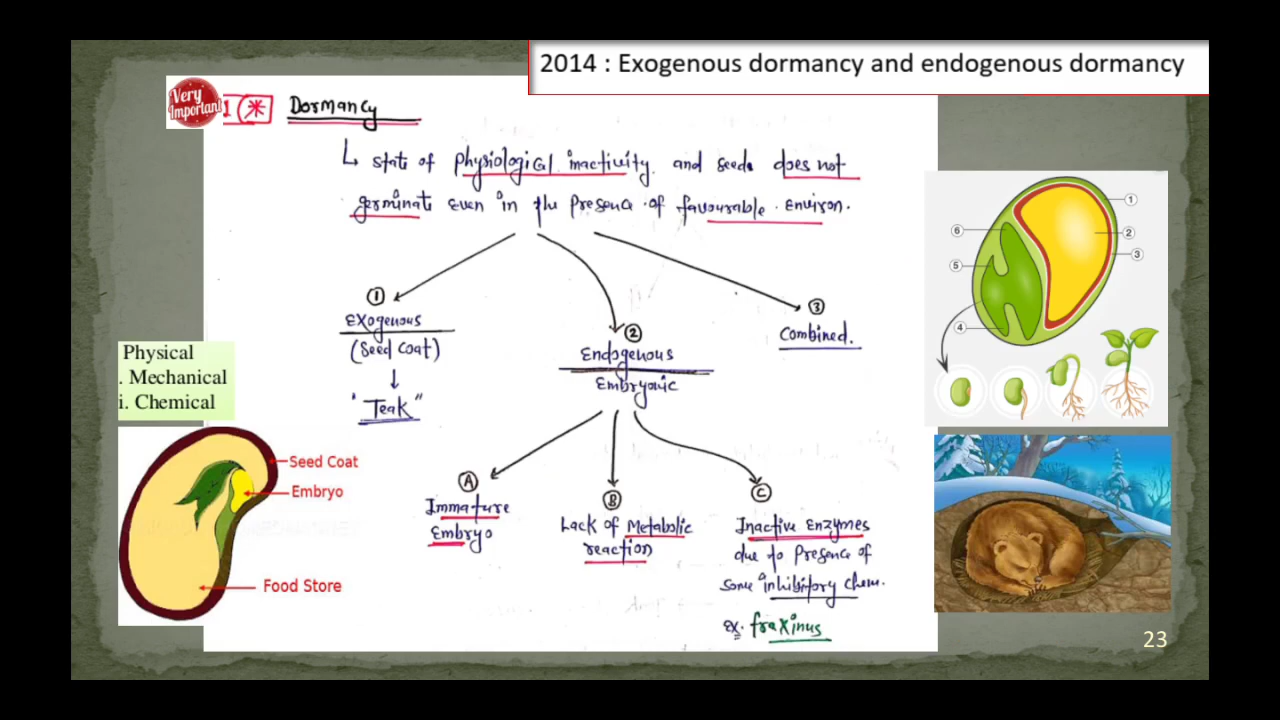 2014 : Exogenous dormancy and endogenous dormancy
Very
Important
1 * Dormancy
↳ state of physiological inactivity and seeds does not
germinate even in the presence of favourable environ.
①
Exogenous
(Seed coat)
↓
"Teak"
②
Endogenous
Embryonic
③
Combined.
Physical
. Mechanical
i. Chemical
Ⓐ
Immature
Embryo
Ⓑ
Lack of Metabolic
reaction
Ⓒ
Inactive Enzymes
due to presence of
some inhibitory chem.
ex. fraxinus
Seed Coat
Embryo
Food Store
1
6
2
3
5
4
23